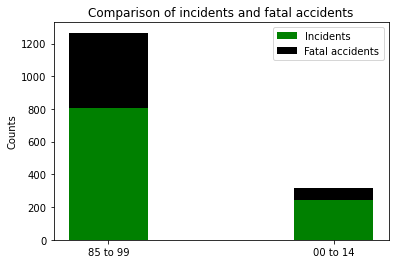 Comparison of incidents and fatal accidents
Incidents
Fatal accidents
Counts
1200
1000
800
600
400
200
0
85 to 99
00 to 14